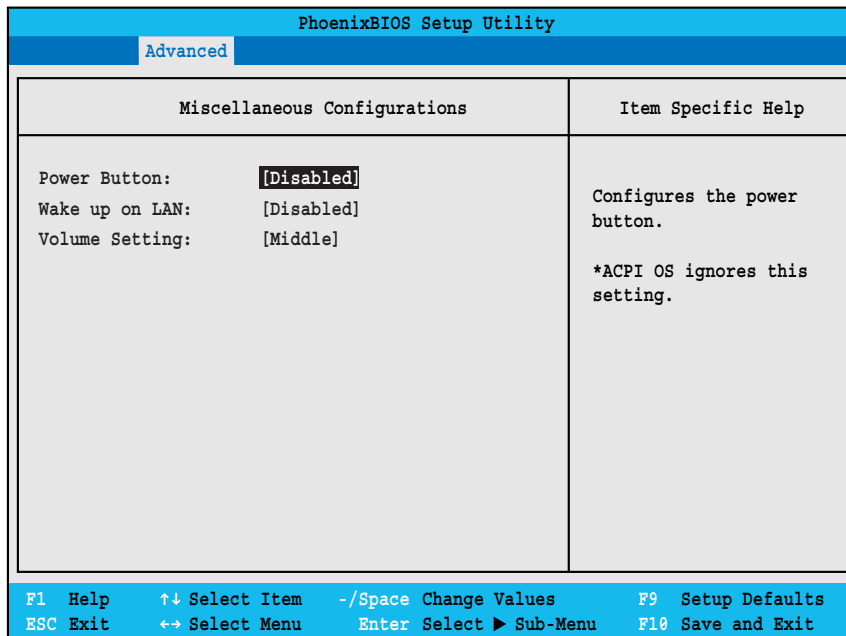 PhoenixBIOS Setup Utility
Advanced
Miscellaneous Configurations
Item Specific Help
Power Button: [Disabled]
Wake up on LAN: [Disabled]
Volume Setting: [Middle]
Configures the power
button.
*ACPI OS ignores this
setting.
F1 Help ↑↓ Select Item -/Space Change Values F9 Setup Defaults
ESC Exit ←→ Select Menu Enter Select ▶ Sub-Menu F10 Save and Exit